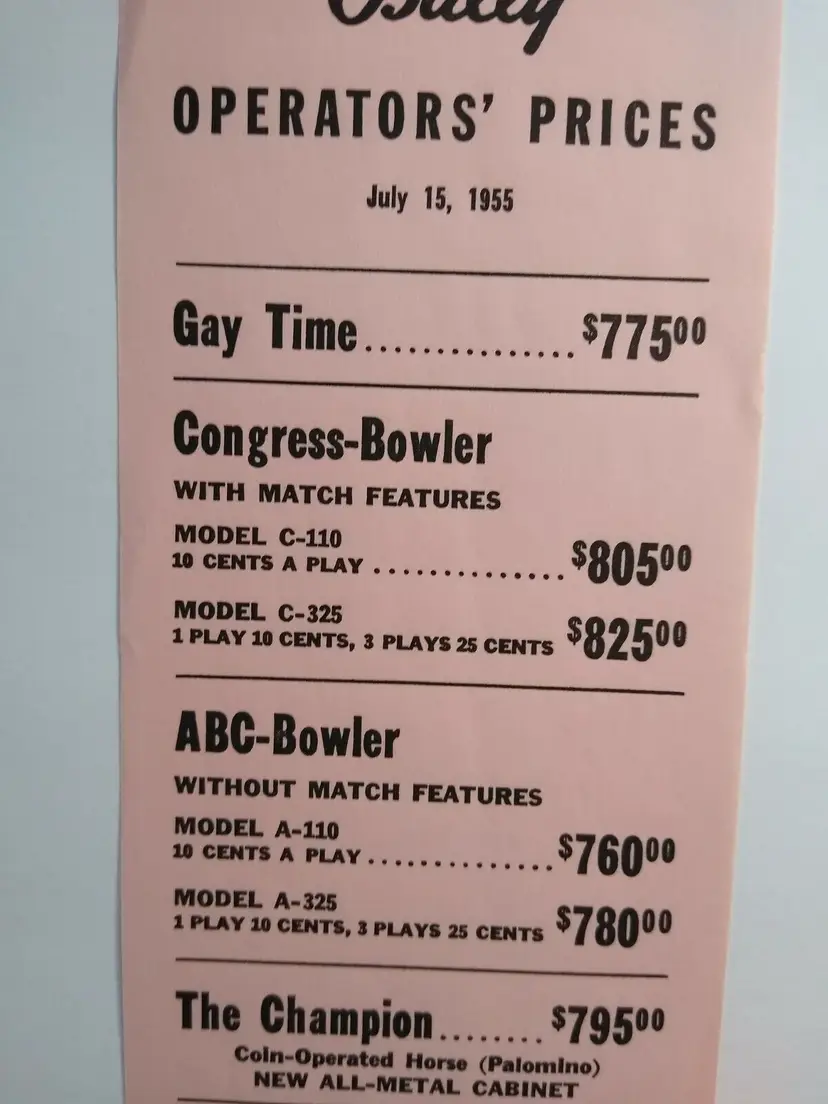 Bally
OPERATORS' PRICES
July 15, 1955
Gay Time............... $775⁰⁰
Congress-Bowler
WITH MATCH FEATURES
MODEL C-110
10 CENTS A PLAY .............. $805⁰⁰
MODEL C-325
1 PLAY 10 CENTS, 3 PLAYS 25 CENTS $825⁰⁰
ABC-Bowler
WITHOUT MATCH FEATURES
MODEL A-110
10 CENTS A PLAY .............. $760⁰⁰
MODEL A-325
1 PLAY 10 CENTS, 3 PLAYS 25 CENTS $780⁰⁰
The Champion........ $795⁰⁰
Coin-Operated Horse (Palomino)
NEW ALL-METAL CABINET